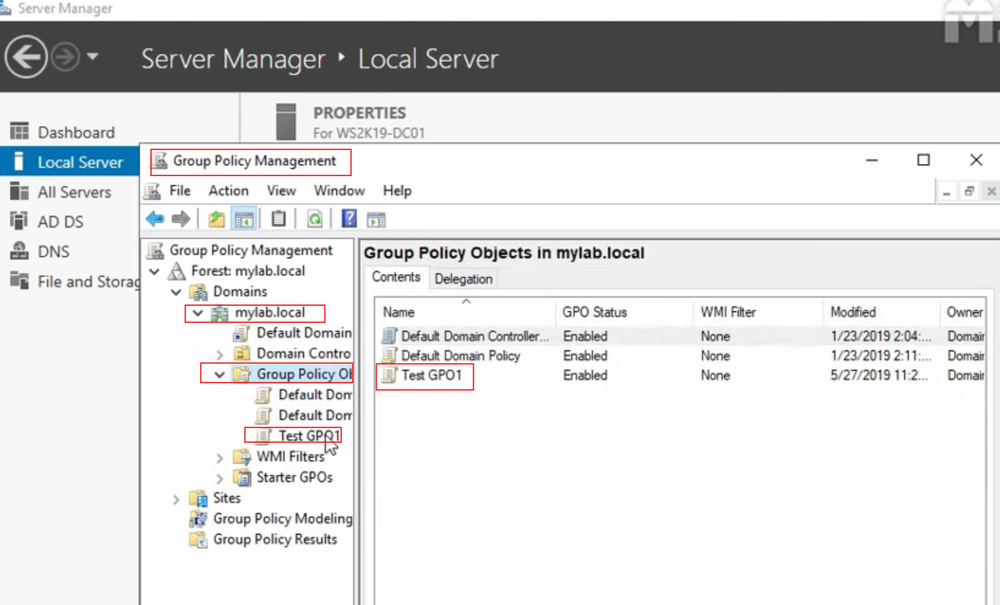 Server Manager
Server Manager ‣ Local Server
PROPERTIES
For WS2K19-DC01
Dashboard
Local Server
All Servers
AD DS
DNS
File and Storag
Group Policy Management
File Action View Window Help
Group Policy Management
Forest: mylab.local
Domains
mylab.local
Default Domain
Domain Contro
Group Policy Ob
Default Dom
Default Dom
Test GPO1
WMI Filters
Starter GPOs
Sites
Group Policy Modeling
Group Policy Results
Group Policy Objects in mylab.local
Contents Delegation
Name GPO Status WMI Filter Modified Owner
Default Domain Controller... Enabled None 1/23/2019 2:04:... Domain
Default Domain Policy Enabled None 1/23/2019 2:11:... Domain
Test GPO1 Enabled None 5/27/2019 11:2... Domain